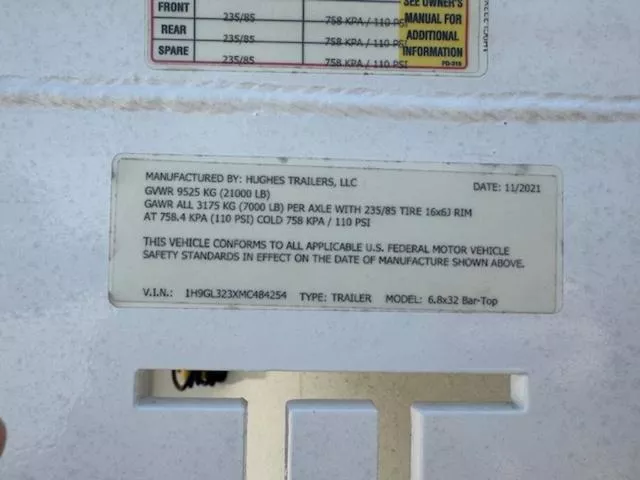 FRONT 235/85 758 KPA / 110 PSI
REAR 235/85 758 KPA / 110 PSI
SPARE 235/85 758 KPA / 110 PSI
SEE OWNER'S
MANUAL FOR
ADDITIONAL
INFORMATION
MANUFACTURED BY: HUGHES TRAILERS, LLC DATE: 11/2021
GVWR 9525 KG (21000 LB)
GAWR ALL 3175 KG (7000 LB) PER AXLE WITH 235/85 TIRE 16x6J RIM
AT 758.4 KPA (110 PSI) COLD 758 KPA / 110 PSI
THIS VEHICLE CONFORMS TO ALL APPLICABLE U.S. FEDERAL MOTOR VEHICLE
SAFETY STANDARDS IN EFFECT ON THE DATE OF MANUFACTURE SHOWN ABOVE.
V.I.N.: 1H9GL323XMC484254 TYPE: TRAILER MODEL: 6.8x32 Bar-Top